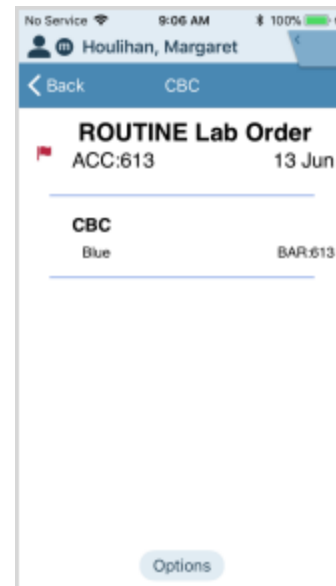 No Service 9:06 AM 100%
m Houlihan, Margaret
Back CBC
ROUTINE Lab Order
ACC:613 13 Jun
CBC
Blue BAR:613
Options